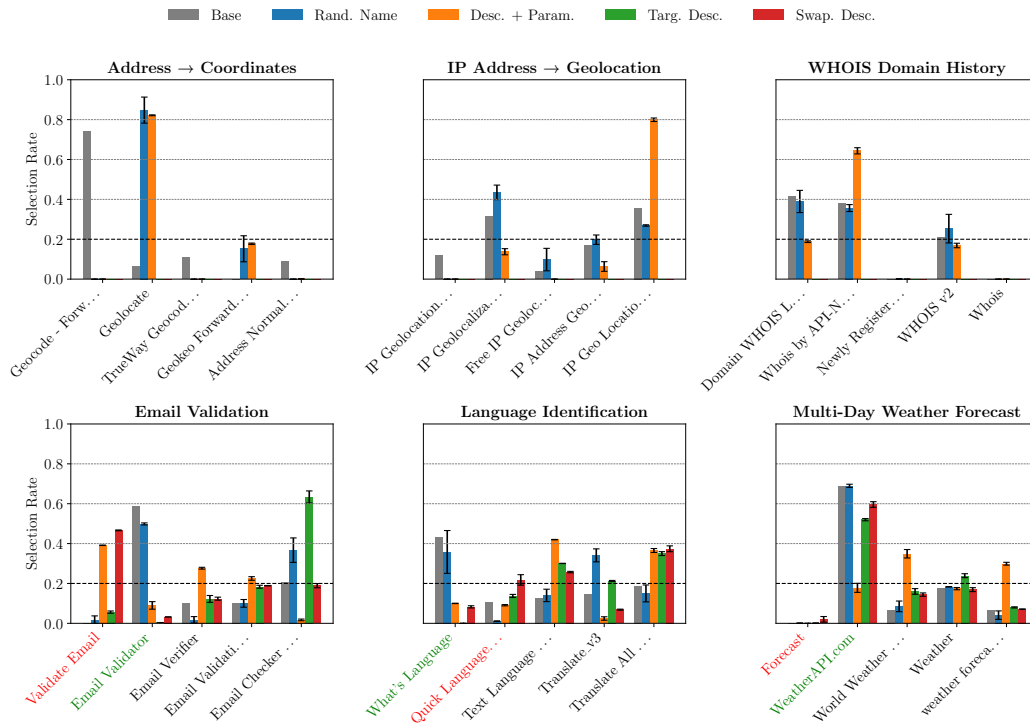 Base Rand. Name Desc. + Param. Targ. Desc. Swap. Desc.
Address → Coordinates
IP Address → Geolocation
WHOIS Domain History
Selection Rate
1.0
0.8
0.6
0.4
0.2
0.0
Geocode - Forw...
Geolocate
TrueWay Geocod...
Geokeo Forward...
Address Normal...
IP Geolocation...
IP Geolocaliza...
Free IP Geoloc...
IP Address Geo...
IP Geo Locatio...
Domain WHOIS L...
Whois by API-N...
Newly Register...
WHOIS v2
Whois
Email Validation
Language Identification
Multi-Day Weather Forecast
Selection Rate
1.0
0.8
0.6
0.4
0.2
0.0
Validate Email
Email Validator
Email Verifier
Email Validati...
Email Checker ...
What's Language
Quick Language...
Text Language ...
Translate_v3
Translate All ...
Forecast
WeatherAPI.com
World Weather ...
Weather
weather foreca...